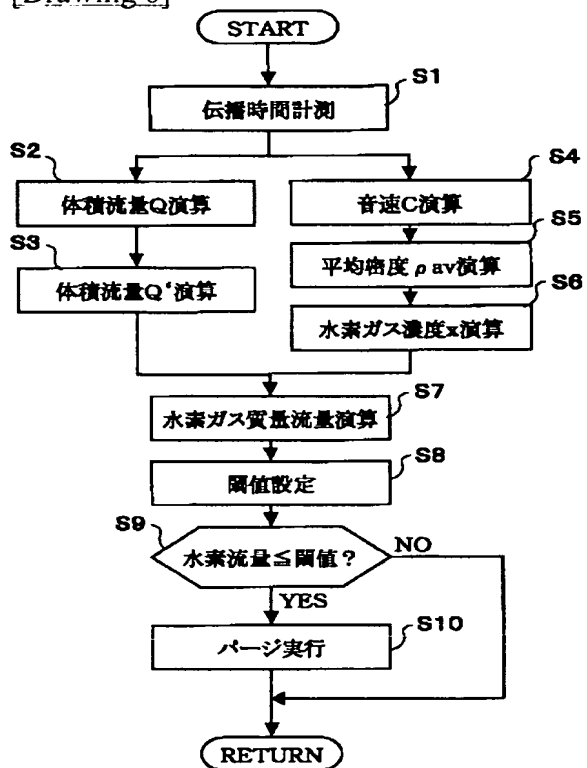 [Drawing 6]
START
S1
伝播時間計測
S2
体積流量Q演算
S3
体積流量Q'演算
S4
音速C演算
S5
平均密度ρav演算
S6
水素ガス濃度x演算
S7
水素ガス質量流量演算
S8
閾値設定
S9
水素流量≦閾値?
NO
YES
S10
パージ実行
RETURN